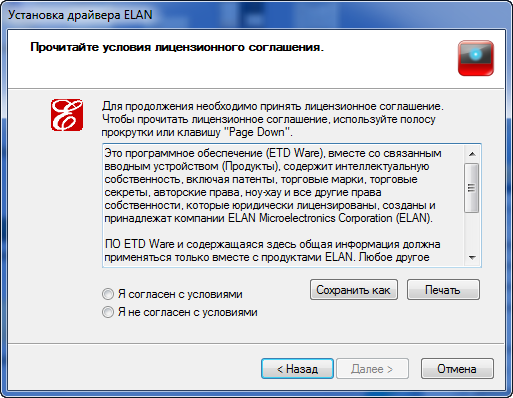 Установка драйвера ELAN
Прочитайте условия лицензионного соглашения.
Для продолжения необходимо принять лицензионное соглашение.
Чтобы прочитать лицензионное соглашение, используйте полосу
прокрутки или клавишу "Page Down".
Это программное обеспечение (ETD Ware), вместе со связанным
вводным устройством (Продукты), содержит интеллектуальную
собственность, включая патенты, торговые марки, торговые
секреты, авторские права, ноу-хау и все другие права
собственности, которые юридически лицензированы, созданы и
принадлежат компании ELAN Microelectronics Corporation (ELAN).
ПО ETD Ware и содержащаяся здесь общая информация должна
применяться только вместе с продуктами ELAN. Любое другое
Я согласен с условиями
Я не согласен с условиями
Сохранить как
Печать
< Назад
Далее >
Отмена